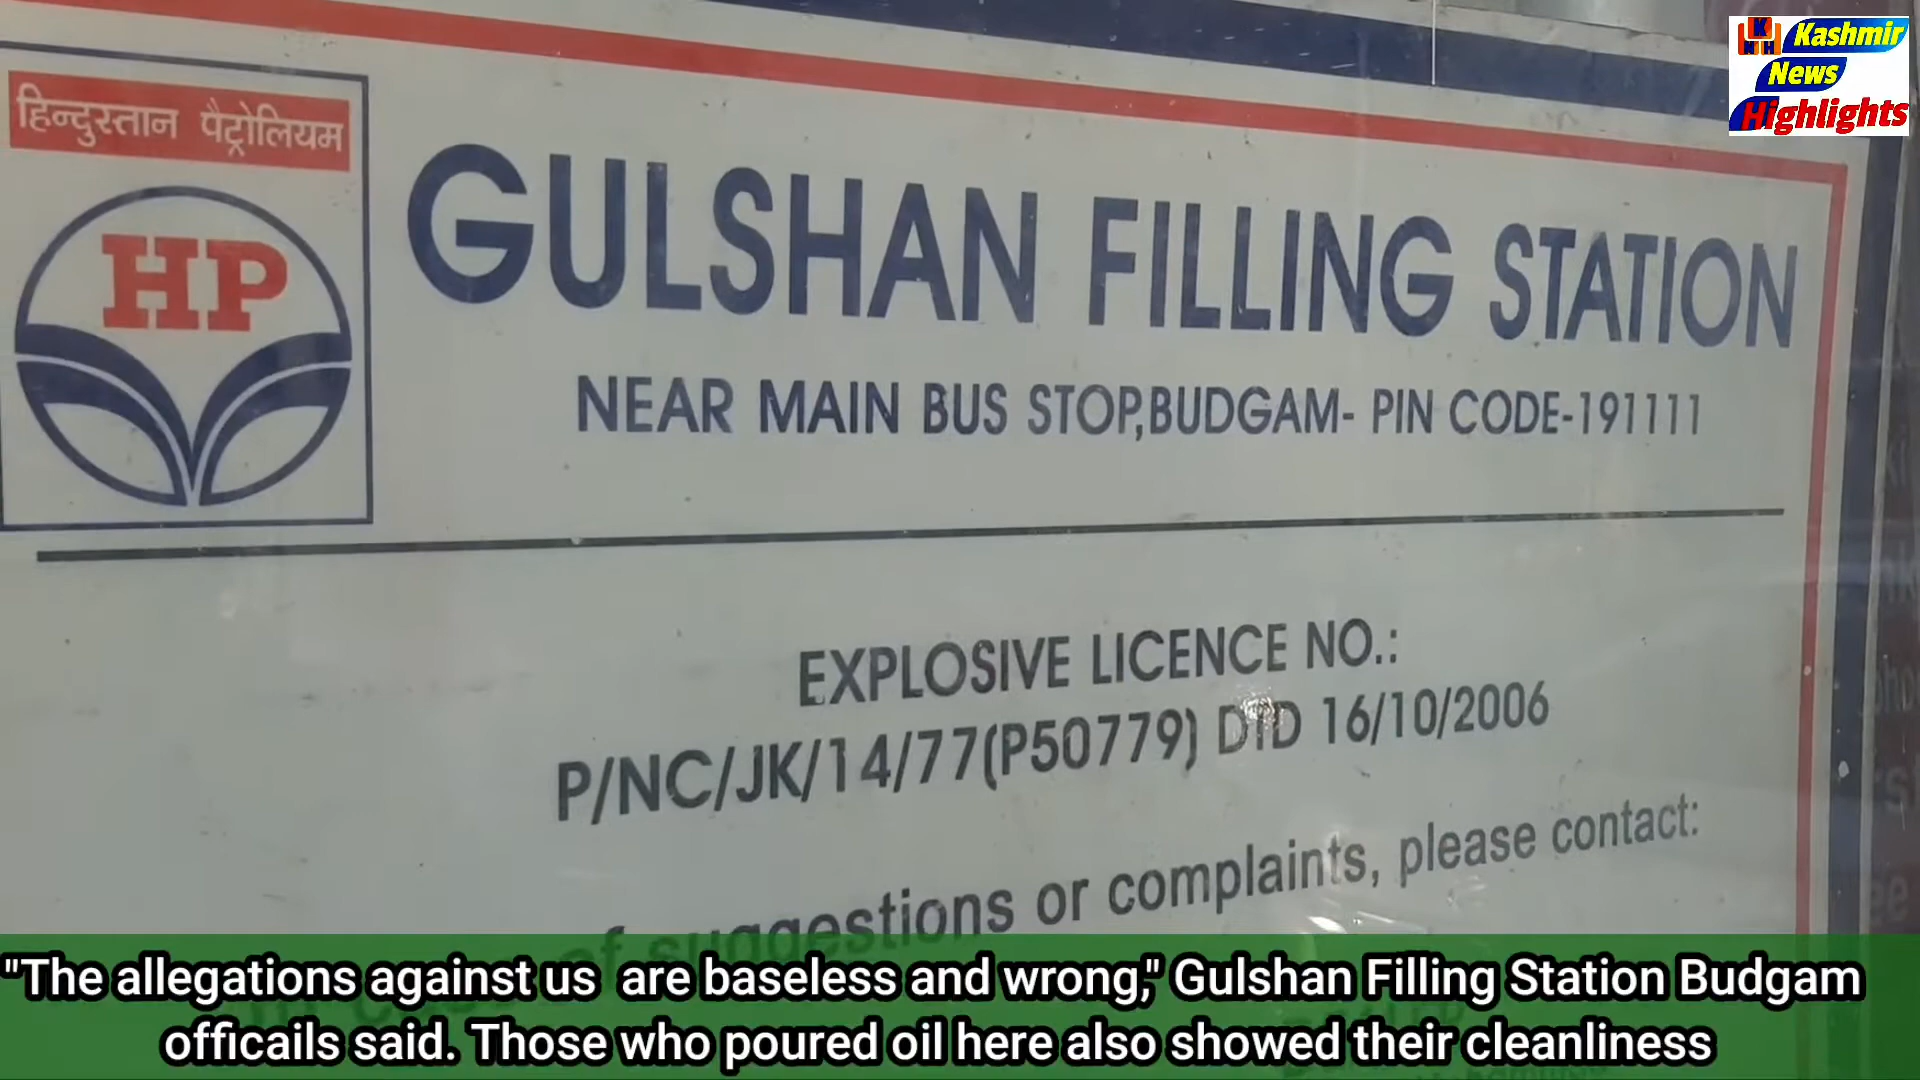 Kashmir
News
Highlights
हिन्दुस्तान पैट्रोलियम
HP
GULSHAN FILLING STATION
NEAR MAIN BUS STOP,BUDGAM- PIN CODE-191111
EXPLOSIVE LICENCE NO.:
P/NC/JK/14/77(P50779) DTD 16/10/2006
of suggestions or complaints, please contact:
"The allegations against us are baseless and wrong," Gulshan Filling Station Budgam
officails said. Those who poured oil here also showed their cleanliness